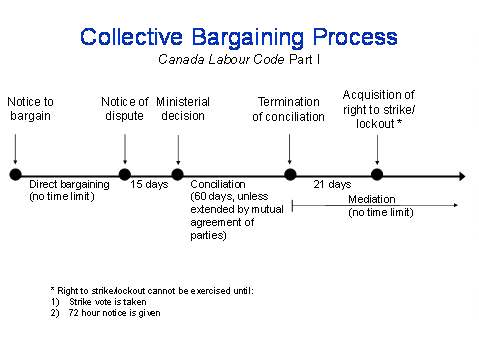 Collective Bargaining Process
Canada Labour Code Part I
Notice to
bargain
Notice of
dispute
Ministerial
decision
Termination
of conciliation
Acquisition of
right to strike/
lockout *
Direct bargaining
(no time limit)
15 days
Conciliation
(60 days, unless
extended by mutual
agreement of
parties)
21 days
Mediation
(no time limit)
* Right to strike/lockout cannot be exercised until:
1) Strike vote is taken
2) 72 hour notice is given